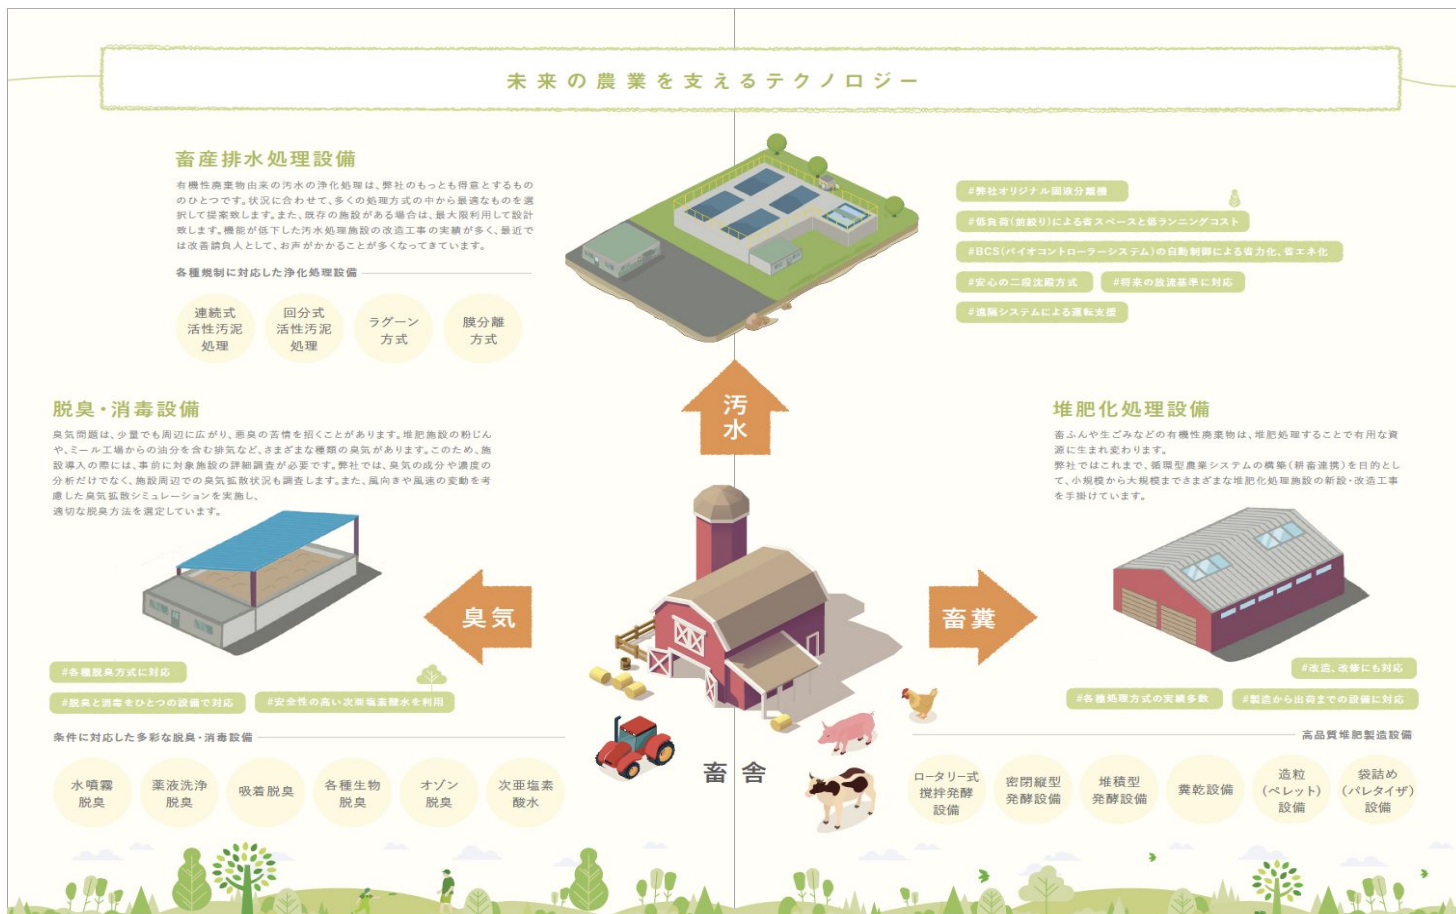 未来の農業を支えるテクノロジー
畜産排水処理設備
有機性廃棄物由来の汚水の浄化処理は、弊社のもっとも得意とするもの
のひとつです。状況に合わせて、多くの処理方式の中から最適なものを選
択して提案致します。また、既存の施設がある場合は、最大限利用して設計
致します。機能が低下した汚水処理施設の改造工事の実績が多く、最近で
は改善請負人として、お声がかかることが多くなってきています。
各種規制に対応した浄化処理設備
連続式
活性汚泥
処理
回分式
活性汚泥
処理
ラグーン
方式
膜分離
方式
#弊社オリジナル固液分離機
#低負荷(前絞り)による省スペースと低ランニングコスト
#BCS(バイオコントローラーシステム)の自動制御による省力化、省エネ化
#安心の二段沈殿方式
#将来の放流基準に対応
#遠隔システムによる運転支援
汚水
脱臭・消毒設備
臭気問題は、少量でも周辺に広がり、悪臭の苦情を招くことがあります。堆肥施設の粉じん
や、ミール工場からの油分を含む排気など、さまざまな種類の臭気があります。このため、施
設導入の際には、事前に対象施設の詳細調査が必要です。弊社では、臭気の成分や濃度の
分析だけでなく、施設周辺での臭気拡散状況も調査します。また、風向きや風速の変動を考
慮した臭気拡散シミュレーションを実施し、
適切な脱臭方法を選定しています。
臭気
#各種脱臭方式に対応
#脱臭と消毒をひとつの設備で対応
#安全性の高い次亜塩素酸水を利用
条件に対応した多彩な脱臭・消毒設備
水噴霧
脱臭
薬液洗浄
脱臭
吸着脱臭
各種生物
脱臭
オゾン
脱臭
次亜塩素
酸水
畜舎
堆肥化処理設備
畜ふんや生ごみなどの有機性廃棄物は、堆肥処理することで有用な資
源に生まれ変わります。
弊社ではこれまで、循環型農業システムの構築(耕畜連携)を目的とし
て、小規模から大規模までさまざまな堆肥化処理施設の新設・改造工事
を手掛けています。
畜糞
#改造、改修にも対応
#各種処理方式の実績多数
#製造から出荷までの設備に対応
高品質堆肥製造設備
ロータリー式
撹拌発酵
設備
密閉縦型
発酵設備
堆積型
発酵設備
糞乾設備
造粒
(ペレット)
設備
袋詰め
(パレタイザ)
設備